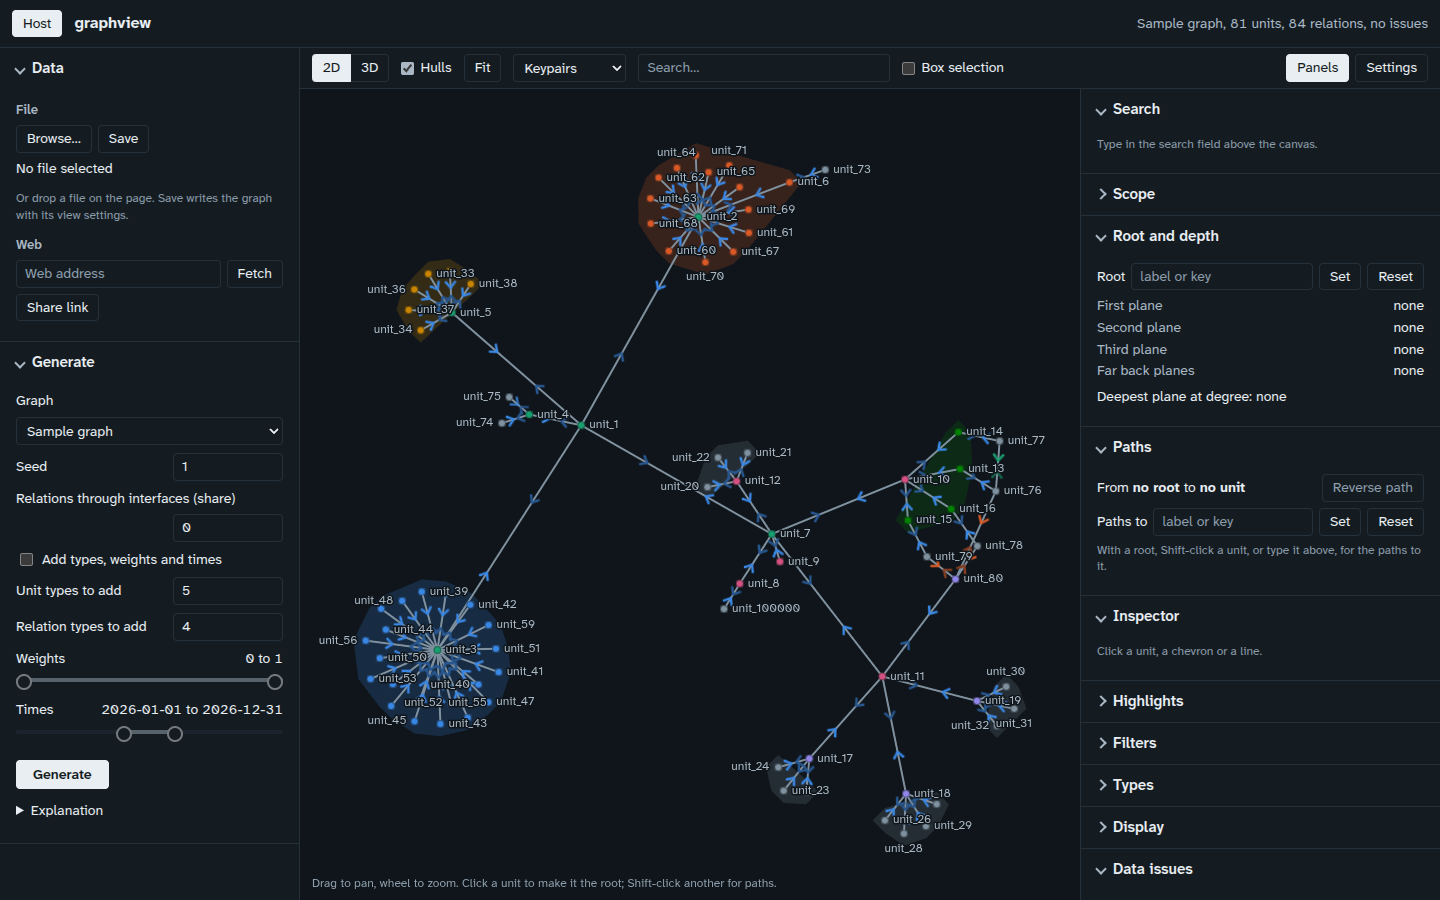 Host
graphview
Sample graph, 81 units, 84 relations, no issues
Data
File
Browse...
Save
No file selected
Or drop a file on the page. Save writes the graph
with its view settings.
Web
Web address
Fetch
Share link
Generate
Graph
Sample graph
Seed
1
Relations through interfaces (share)
0
Add types, weights and times
Unit types to add
5
Relation types to add
4
Weights
0 to 1
Times
2026-01-01 to 2026-12-31
Generate
Explanation
2D
3D
Hulls
Fit
Keypairs
Search...
Box selection
Panels
Settings
unit_64
unit_71
unit_73
unit_62
unit_65
unit_6
unit_63
unit_69
unit_2
unit_68
unit_61
unit_60
unit_67
unit_70
unit_33
unit_36
unit_38
unit_37
unit_5
unit_34
unit_75
unit_4
unit_74
unit_1
unit_14
unit_77
unit_22
unit_21
unit_13
unit_12
unit_10
unit_20
unit_76
unit_16
unit_15
unit_7
unit_78
unit_79
unit_9
unit_80
unit_8
unit_100000
unit_39
unit_48
unit_42
unit_59
unit_44
unit_56
unit_3
unit_51
unit_50
unit_41
unit_53
unit_40
unit_52
unit_55
unit_47
unit_45
unit_43
unit_11
unit_30
unit_19
unit_32
unit_31
unit_17
unit_24
unit_23
unit_18
unit_26
unit_29
unit_28
Drag to pan, wheel to zoom. Click a unit to make it the root; Shift-click another for paths.
Search
Type in the search field above the canvas.
Scope
Root and depth
Root
label or key
Set
Reset
First plane
none
Second plane
none
Third plane
none
Far back planes
none
Deepest plane at degree: none
Paths
From no root to no unit
Reverse path
Paths to
label or key
Set
Reset
With a root, Shift-click a unit, or type it above, for the paths to
it.
Inspector
Click a unit, a chevron or a line.
Highlights
Filters
Types
Display
Data issues